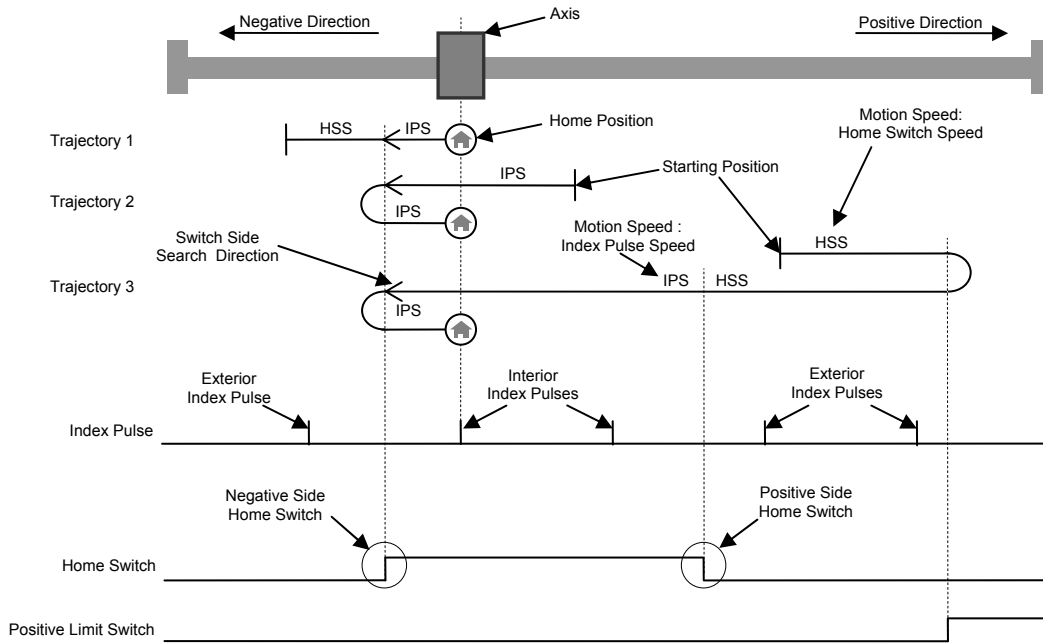 Negative Direction
Axis
Positive Direction
Trajectory 1
HSS
IPS
Home Position
Motion Speed:
Home Switch Speed
Trajectory 2
IPS
Starting Position
IPS
Switch Side
Search Direction
Motion Speed :
Index Pulse Speed
HSS
Trajectory 3
IPS
HSS
IPS
Exterior
Index Pulse
Interior
Index Pulses
Exterior
Index Pulses
Index Pulse
Negative Side
Home Switch
Positive Side
Home Switch
Home Switch
Positive Limit Switch